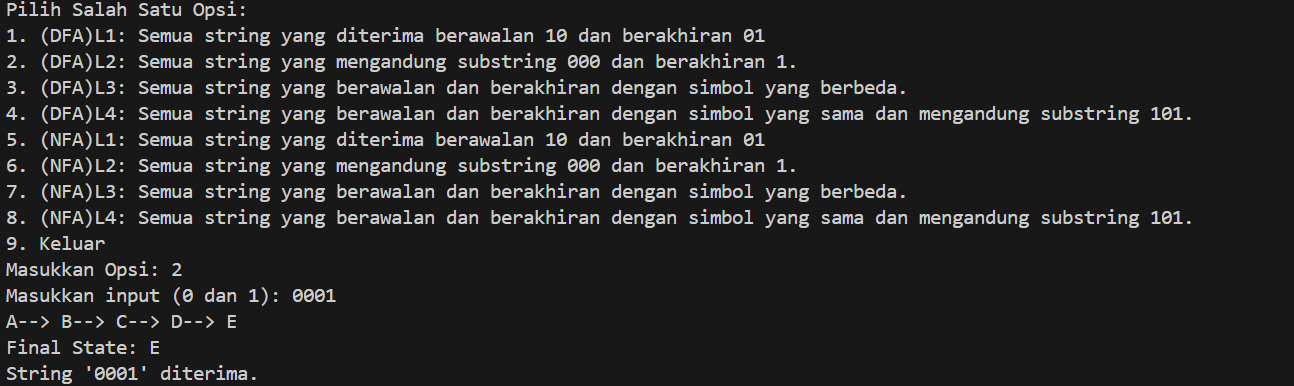 Pilih Salah Satu Opsi:
1. (DFA)L1: Semua string yang diterima berawalan 10 dan berakhiran 01
2. (DFA)L2: Semua string yang mengandung substring 000 dan berakhiran 1.
3. (DFA)L3: Semua string yang berawalan dan berakhiran dengan simbol yang berbeda.
4. (DFA)L4: Semua string yang berawalan dan berakhiran dengan simbol yang sama dan mengandung substring 101.
5. (NFA)L1: Semua string yang diterima berawalan 10 dan berakhiran 01
6. (NFA)L2: Semua string yang mengandung substring 000 dan berakhiran 1.
7. (NFA)L3: Semua string yang berawalan dan berakhiran dengan simbol yang berbeda.
8. (NFA)L4: Semua string yang berawalan dan berakhiran dengan simbol yang sama dan mengandung substring 101.
9. Keluar
Masukkan Opsi: 2
Masukkan input (0 dan 1): 0001
A--> B--> C--> D--> E
Final State: E
String '0001' diterima.